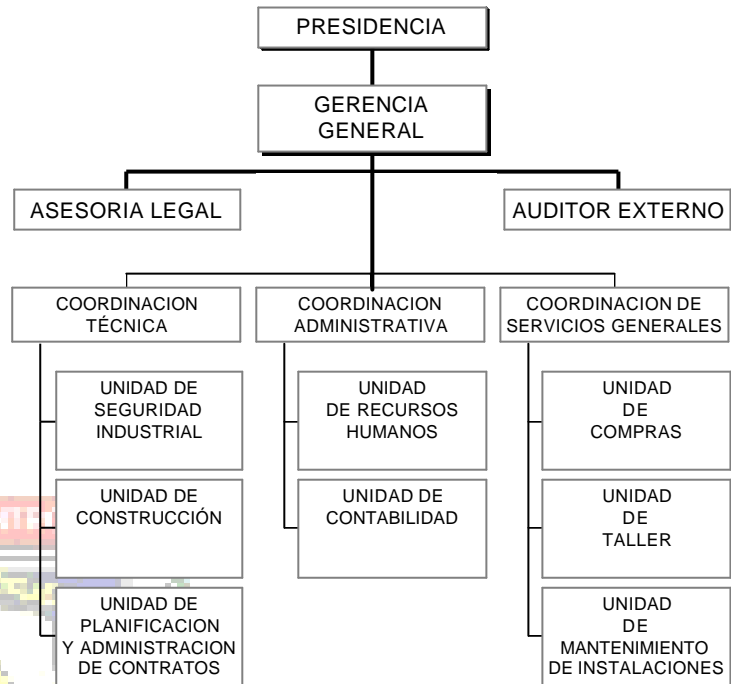 PRESIDENCIA
GERENCIA
GENERAL
ASESORIA LEGAL
AUDITOR EXTERNO
COORDINACION
TÉCNICA
COORDINACION
ADMINISTRATIVA
COORDINACION DE
SERVICIOS GENERALES
UNIDAD DE
SEGURIDAD
INDUSTRIAL
UNIDAD
DE RECURSOS
HUMANOS
UNIDAD
DE
COMPRAS
UNIDAD DE
CONSTRUCCIÓN
UNIDAD DE
CONTABILIDAD
UNIDAD
DE
TALLER
UNIDAD DE
PLANIFICACION
Y ADMINISTRACION
DE CONTRATOS
UNIDAD
DE
MANTENIMIENTO
DE INSTALACIONES